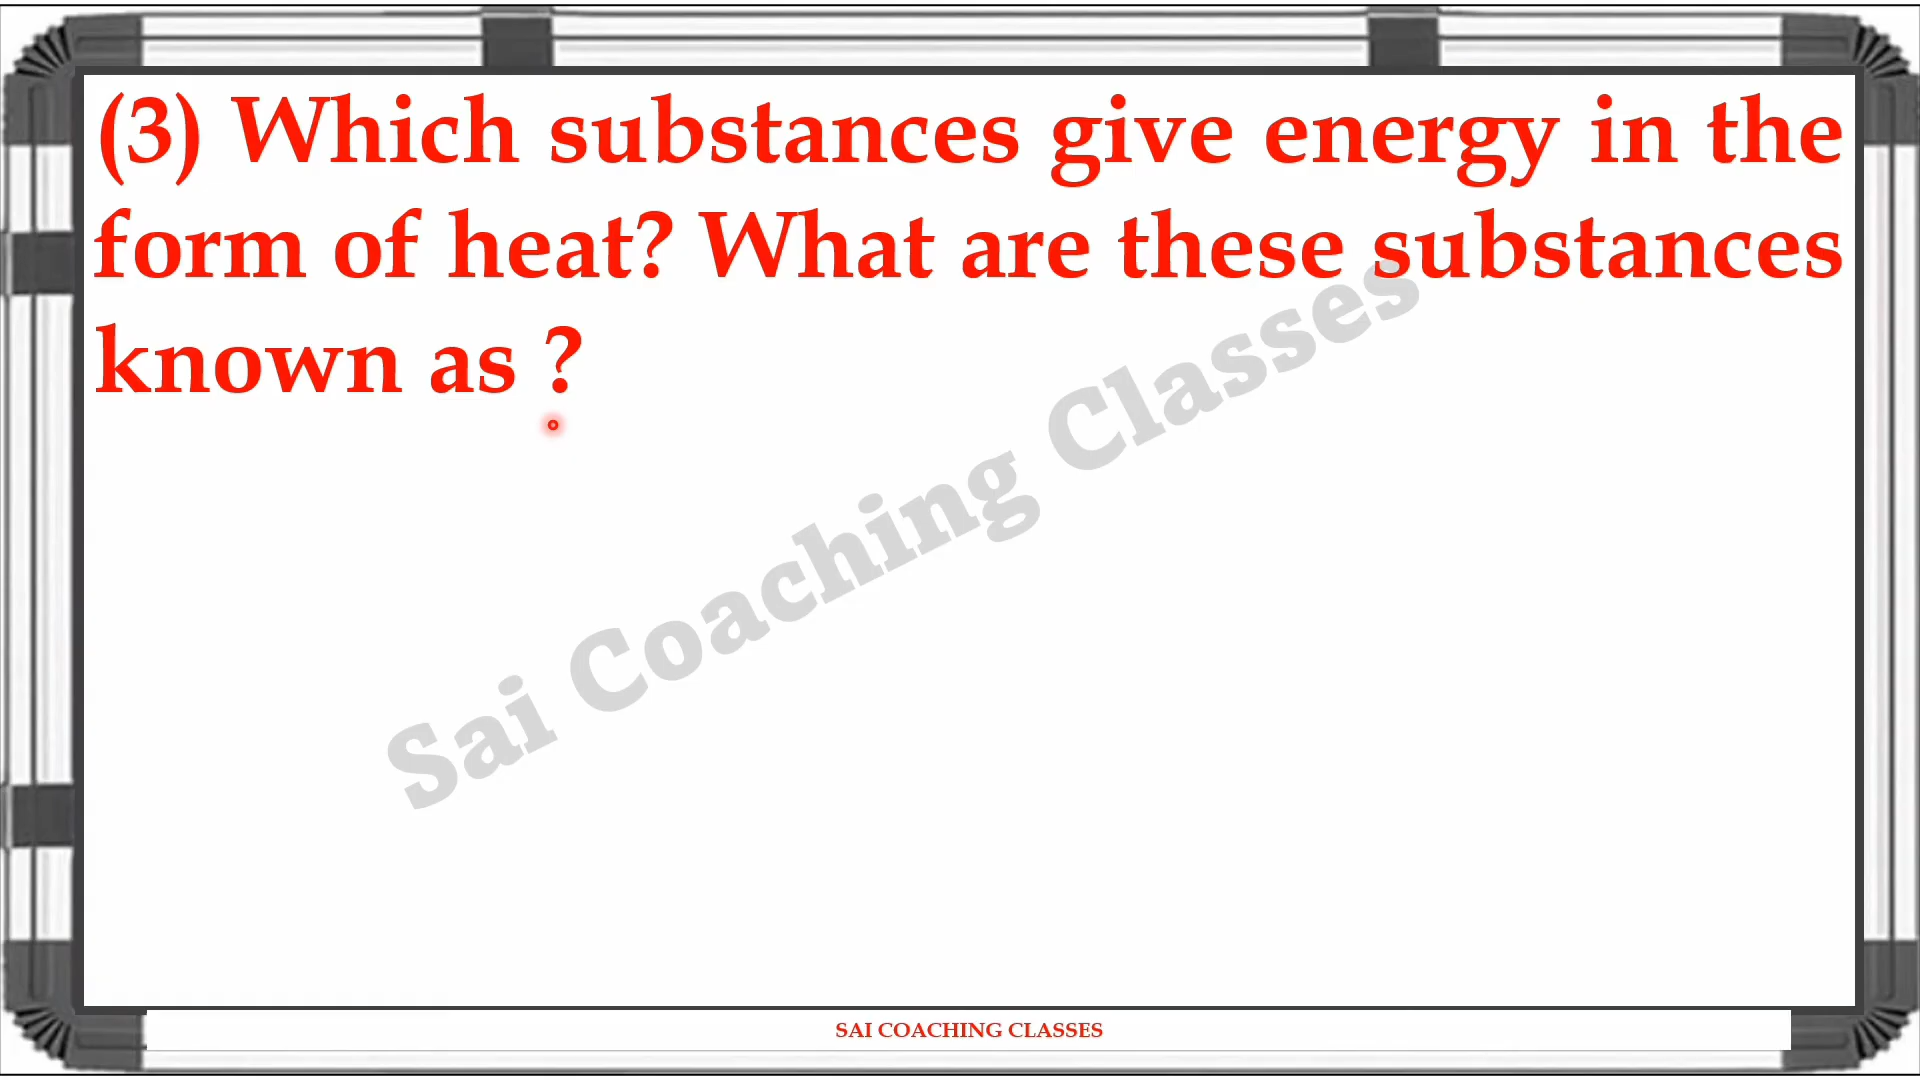 (3) Which substances give energy in the
form of heat? What are these substances
known as ?
Sai Coaching Classes
SAI COACHING CLASSES